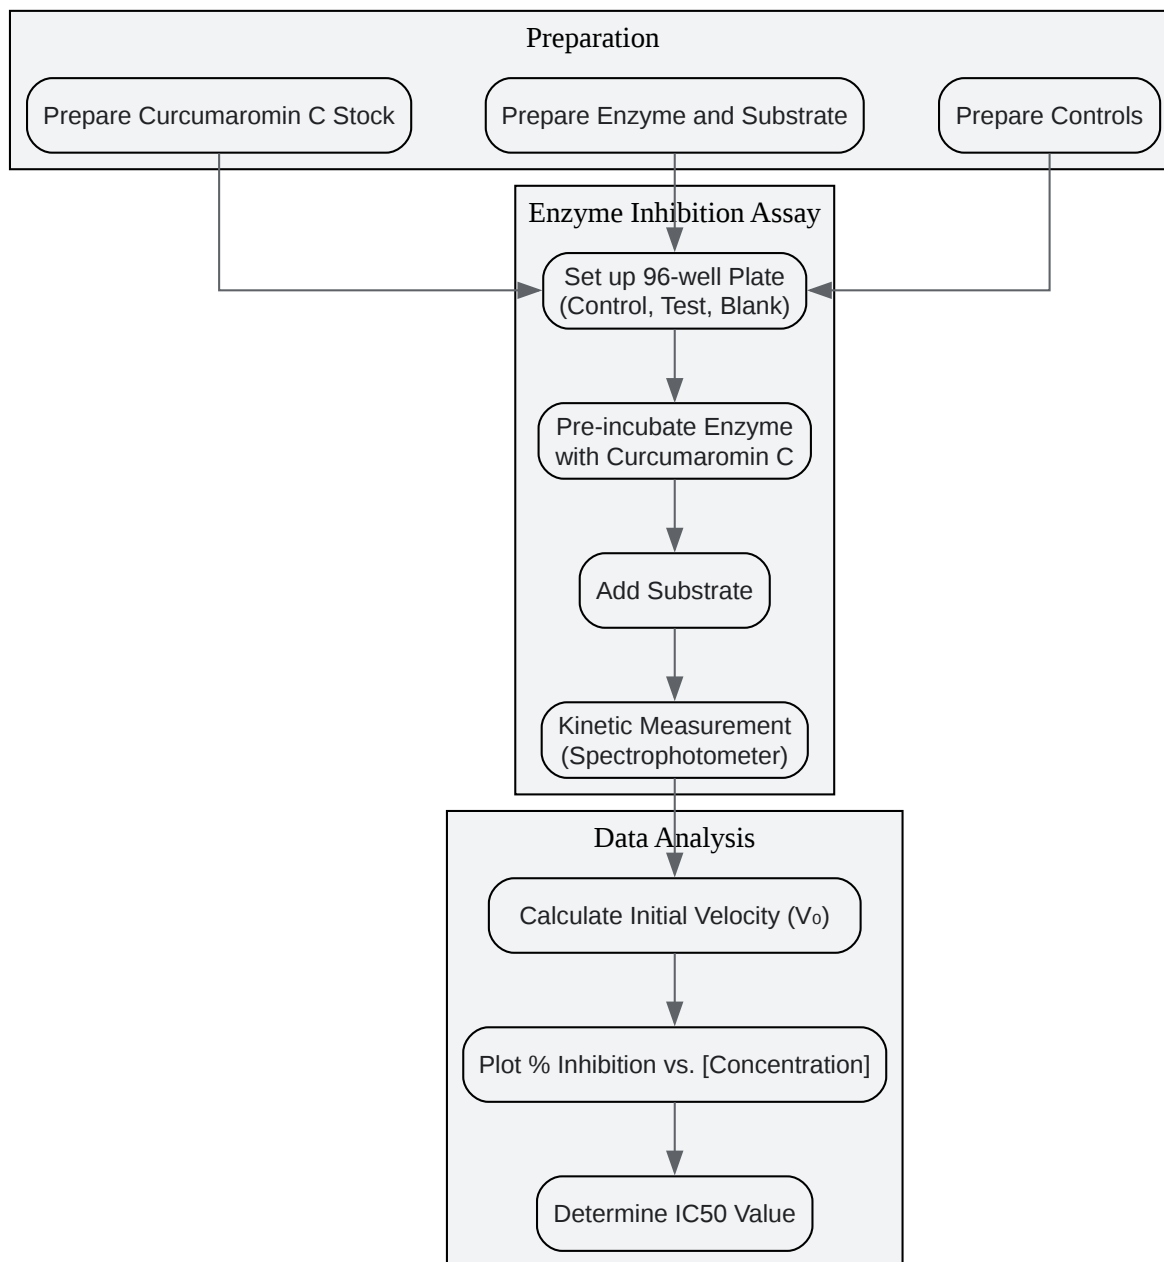 Preparation
Prepare Curcumaromin C Stock
Prepare Enzyme and Substrate
Prepare Controls
Enzyme Inhibition Assay
Set up 96-well Plate
(Control, Test, Blank)
Pre-incubate Enzyme
with Curcumaromin C
Add Substrate
Kinetic Measurement
(Spectrophotometer)
Data Analysis
Calculate Initial Velocity (V₀)
Plot % Inhibition vs. [Concentration]
Determine IC50 Value